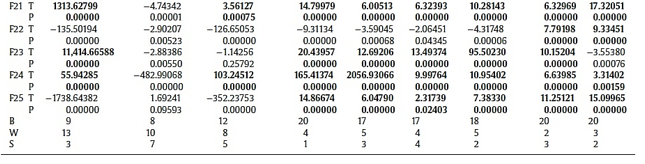 F21 T 1313.62799 −4.74342 3.56127 14.79979 6.00513 6.32393 10.28143 6.32969 17.32051
P 0.00000 0.00001 0.00075 0.00000 0.00000 0.00000 0.00000 0.00000 0.00000
F22 T −135.50194 −2.90207 −126.65053 −9.31134 −3.59045 −2.06451 −4.31748 7.79198 9.33451
P 0.00000 0.00523 0.00000 0.00000 0.00068 0.04345 0.00006 0.00000 0.00000
F23 T 11,414.66588 −2.88386 −1.14256 20.43957 12.69206 13.49374 95.50230 10.15204 −3.55380
P 0.00000 0.00550 0.25792 0.00000 0.00000 0.00000 0.00000 0.00000 0.00076
F24 T 55.94285 −482.99068 103.24512 165.41374 2056.93066 9.99764 10.95402 6.63985 3.31402
P 0.00000 0.00000 0.00000 0.00000 0.00000 0.00000 0.00000 0.00000 0.00159
F25 T −1738.64382 1.69241 −352.23753 14.86674 6.04790 2.31739 7.38330 11.25121 15.09965
P 0.00000 0.09593 0.00000 0.00000 0.00000 0.02403 0.00000 0.00000 0.00000
B 9 8 12 20 17 17 18 20 20
W 13 10 8 4 5 4 5 2 3
S 3 7 5 1 3 4 2 3 2